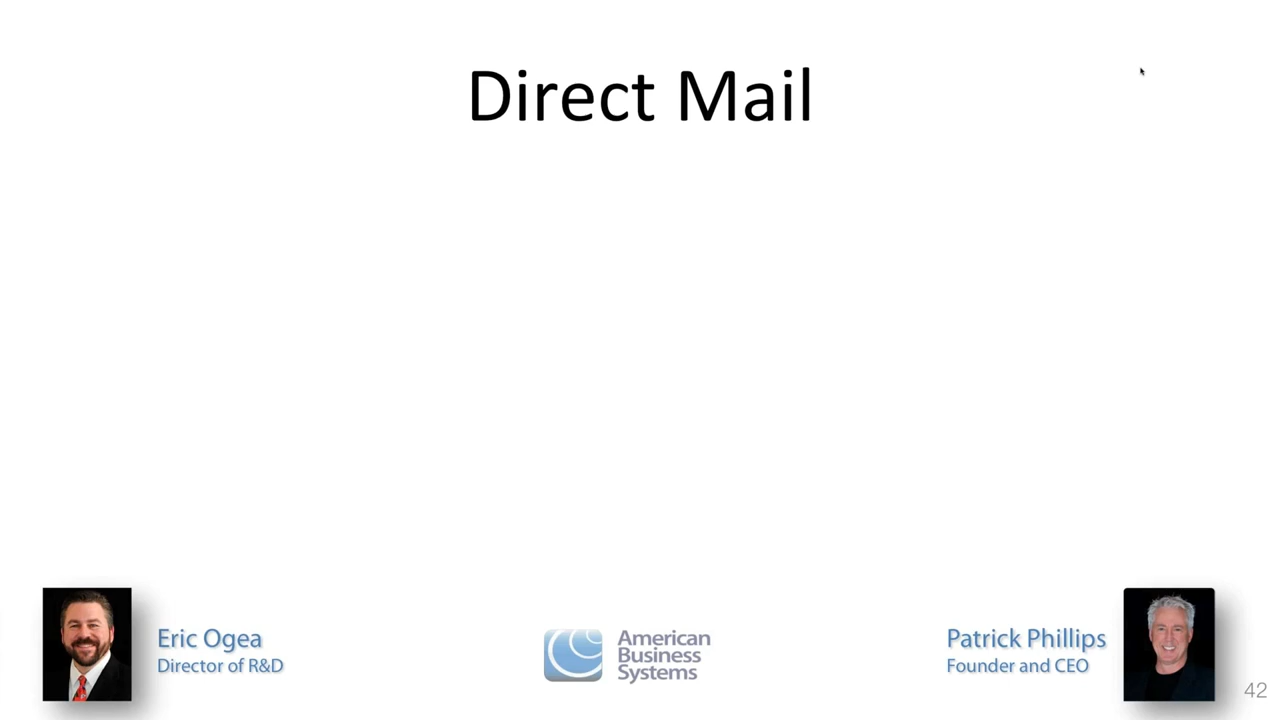 Direct Mail
Eric Ogea
Director of R&D
American
Business
Systems
Patrick Phillips
Founder and CEO
42